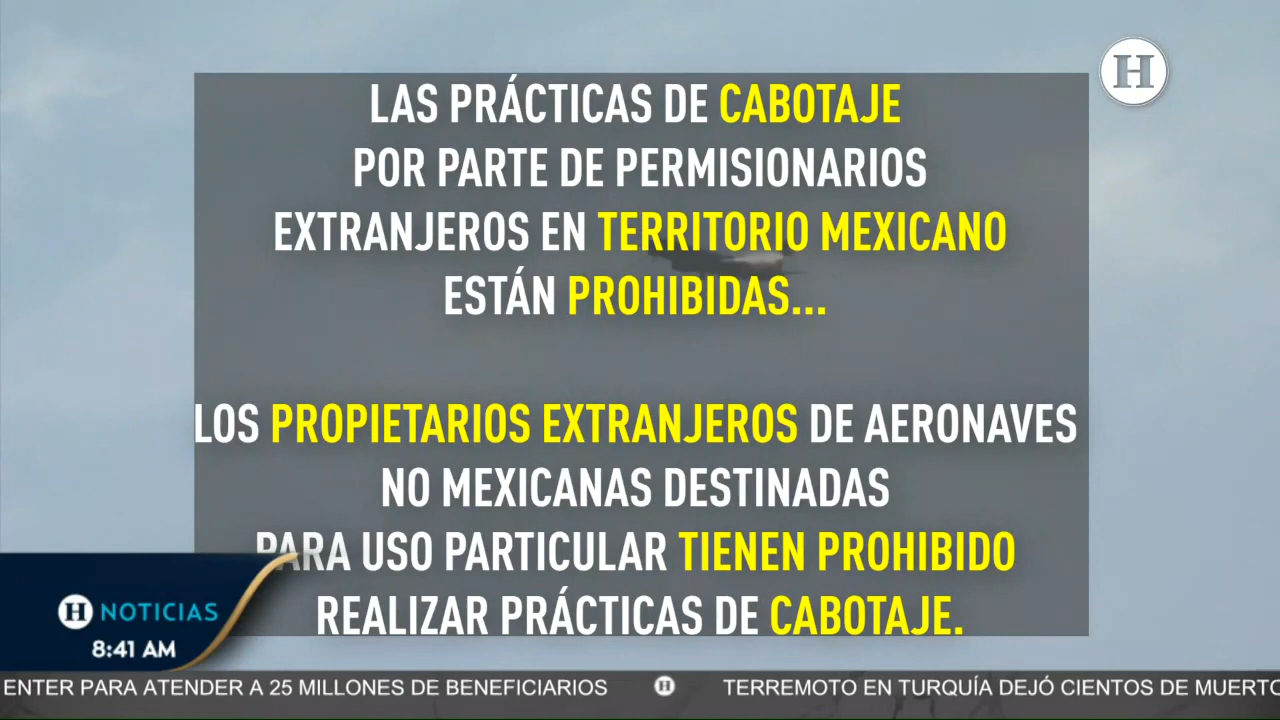 H
LAS PRÁCTICAS DE CABOTAJE
POR PARTE DE PERMISIONARIOS
EXTRANJEROS EN TERRITORIO MEXICANO
ESTÁN PROHIBIDAS...
LOS PROPIETARIOS EXTRANJEROS DE AERONAVES
NO MEXICANAS DESTINADAS
PARA USO PARTICULAR TIENEN PROHIBIDO
REALIZAR PRÁCTICAS DE CABOTAJE.
H NOTICIAS
8:41 AM
ENTER PARA ATENDER A 25 MILLONES DE BENEFICIARIOS H TERREMOTO EN TURQUÍA DEJÓ CIENTOS DE MUERTO